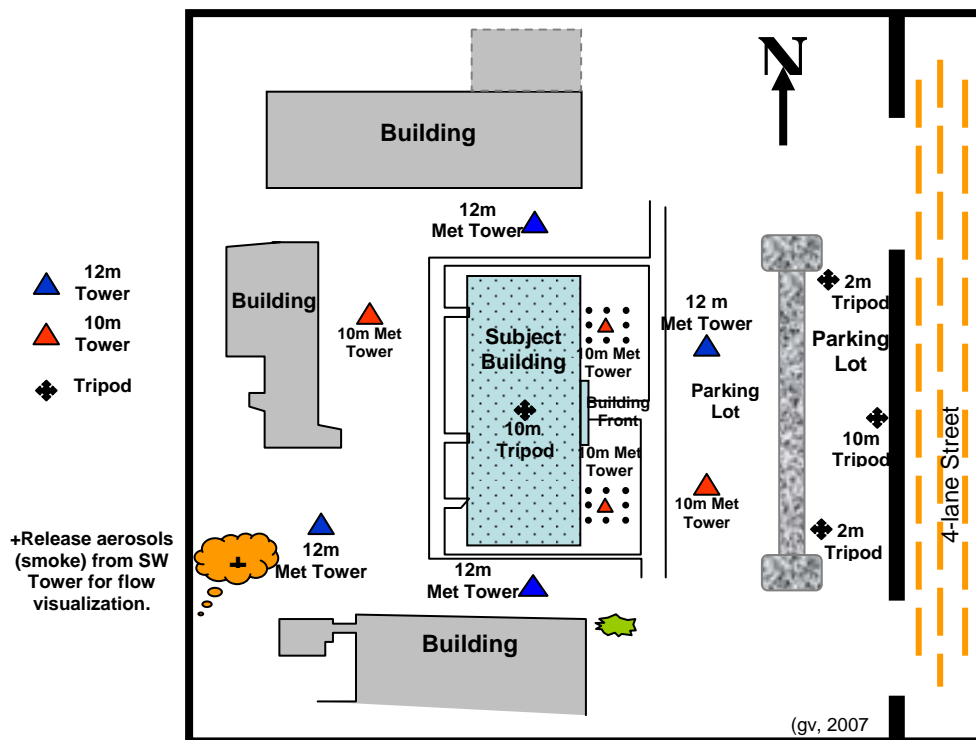 N
Building
12m
Met Tower
12m
Tower
10m
Tower
Tripod
Building
10m Met
Tower
Subject
Building
10m Met
Tower
12 m
Met Tower
2m
Tripod
Parking
Lot
Parking
Lot
Building
Front
10m
Tripod
10m Met
Tower
10m Met
Tower
10m
Tripod
4-lane Street
2m
Tripod
+Release aerosols
(smoke) from SW
Tower for flow
visualization.
+
12m
Met Tower
12m
Met Tower
Building
(gv, 2007